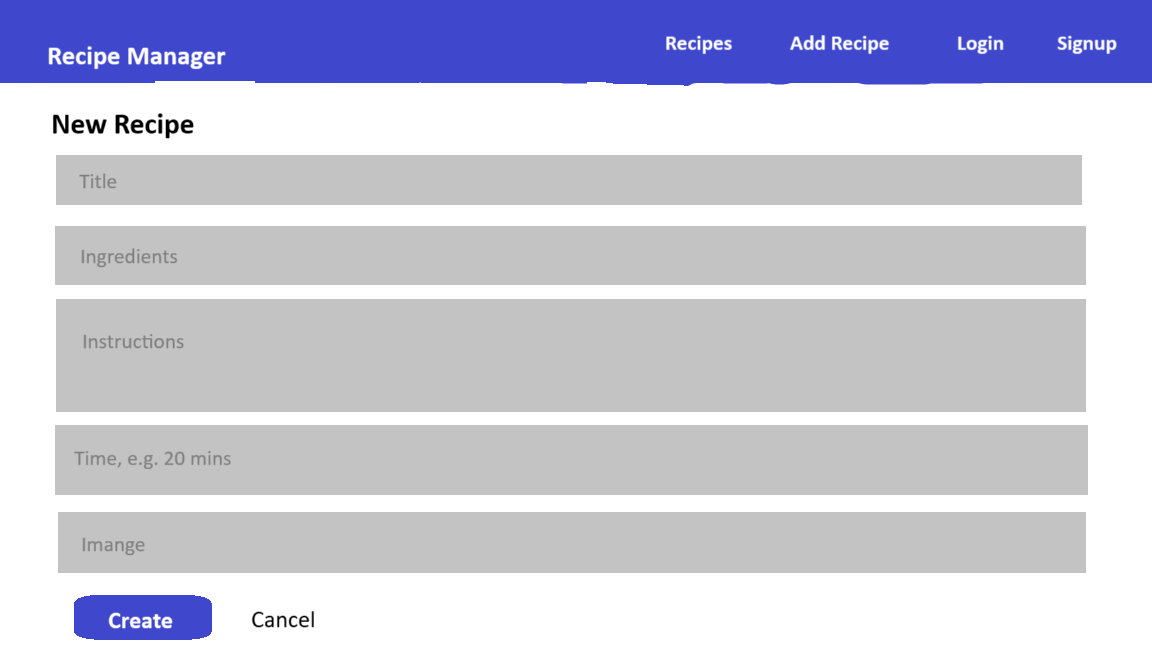 Recipe Manager
Recipes Add Recipe Login Signup
New Recipe
Title
Ingredients
Instructions
Time, e.g. 20 mins
Imange
Create Cancel